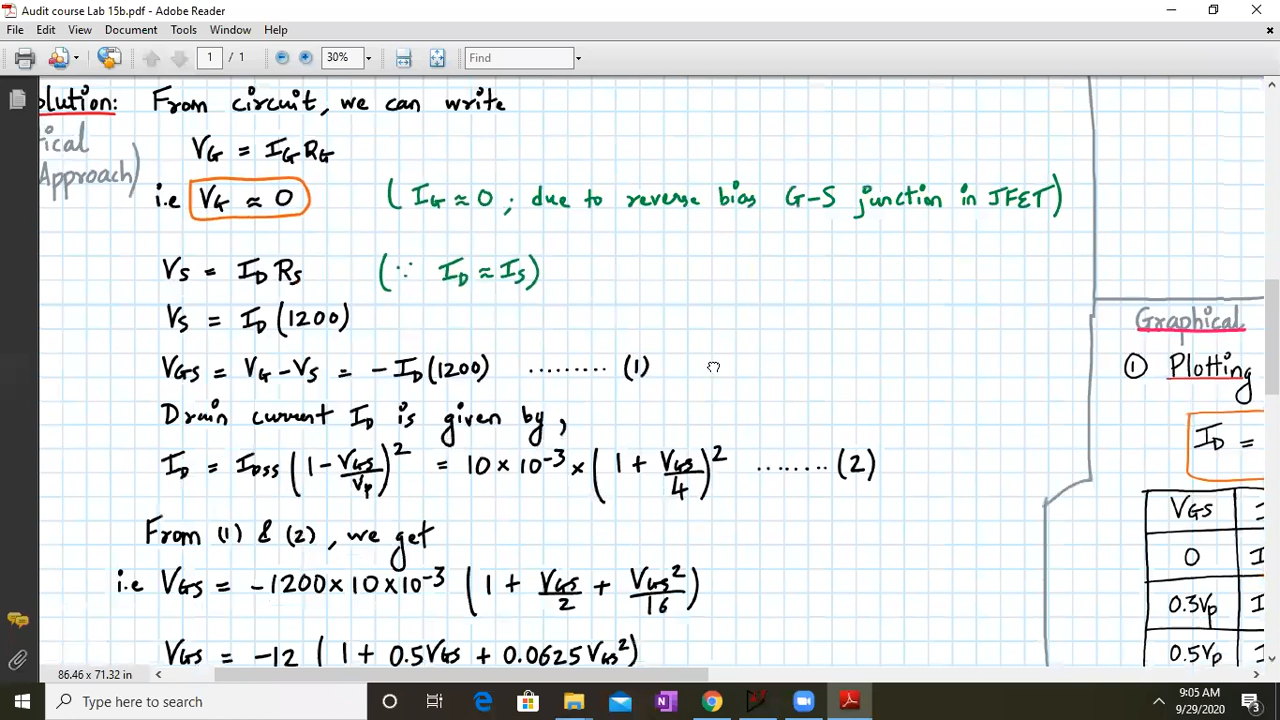 Audit course Lab 15b.pdf - Adobe Reader
File Edit View Document Tools Window Help
1 / 1 30% Find
olution: From circuit, we can write
tical
Approach)
VG = IG RG
i.e VG ≈ 0 ( IG ≈ 0 ; due to reverse bias G-S junction in JFET)
VS = ID RS (∵ ID ≈ IS)
VS = ID (1200)
VGS = VG - VS = - ID (1200) ......... (1)
Drain current ID is given by,
ID = IDSS (1 - VGS/VP)² = 10 × 10⁻³ × (1 + VGS/4)² ........ (2)
From (1) & (2), we get
i.e VGS = -1200 × 10 × 10⁻³ (1 + VGS/2 + VGS²/16)
VGS = -12 (1 + 0.5VGS + 0.0625VGS²)
Graphical
① Plotting
ID =
VGS
0 I
0.3VP I
0.5VP I
86.46 x 71.32 in
Type here to search
9:05 AM
9/29/2020
3